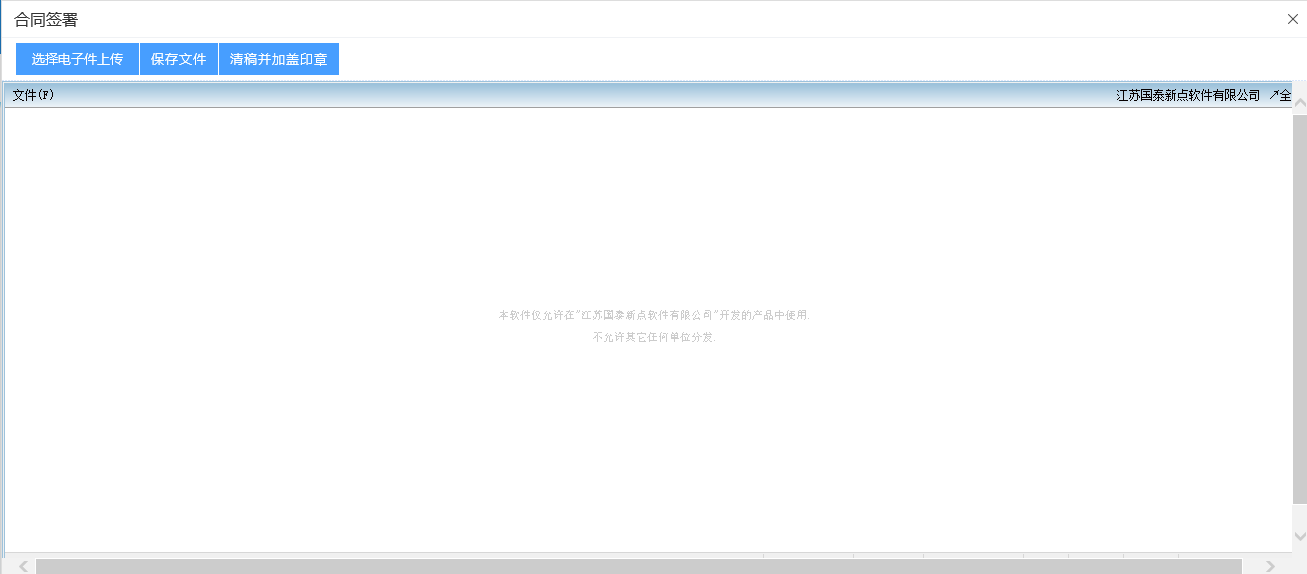 合同签署
选择电子件上传 保存文件 清稿并加盖印章
文件(F) 江苏国泰新点软件有限公司 ↗全
本软件仅允许在"江苏国泰新点软件有限公司"开发的产品中使用.
不允许其它任何单位分发.